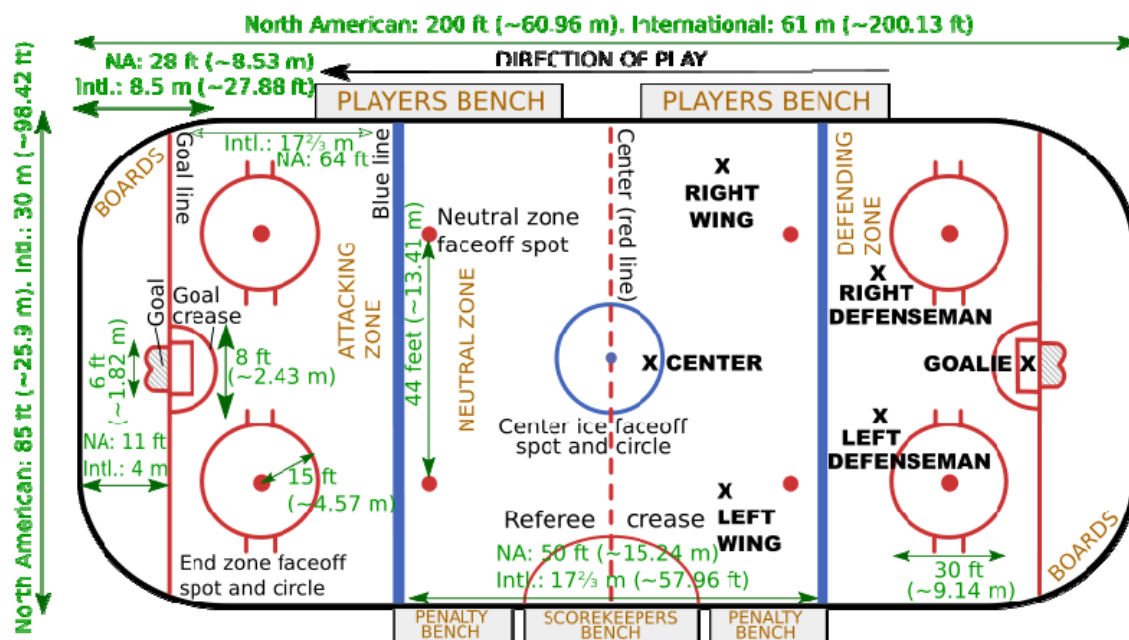 North American: 200 ft (~60.96 m). International: 61 m (~200.13 ft)
NA: 28 ft (~8.53 m)
Intl.: 8.5 m (~27.88 ft)
DIRECTION OF PLAY
PLAYERS BENCH
PLAYERS BENCH
North American: 85 ft (~25.9 m). Intl.: 30 m (~98.42 ft)
BOARDS
Goal line
Intl.: 17⅔ m
NA: 64 ft
Blue line
Neutral zone
faceoff spot
Center (red line)
X
RIGHT
WING
DEFENDING
ZONE
X
RIGHT
DEFENSEMAN
Goal
Goal
crease
ATTACKING
ZONE
44 feet (~13.41 m)
NEUTRAL ZONE
6 ft
(~1.82 m)
8 ft
(~2.43 m)
X CENTER
GOALIE X
Center ice faceoff
spot and circle
X
LEFT
DEFENSEMAN
NA: 11 ft
Intl.: 4 m
15 ft
(~4.57 m)
X
LEFT
WING
Referee crease
NA: 50 ft (~15.24 m)
Intl.: 17⅔ m (~57.96 ft)
End zone faceoff
spot and circle
30 ft
(~9.14 m)
BOARDS
PENALTY
BENCH
SCOREKEEPERS
BENCH
PENALTY
BENCH